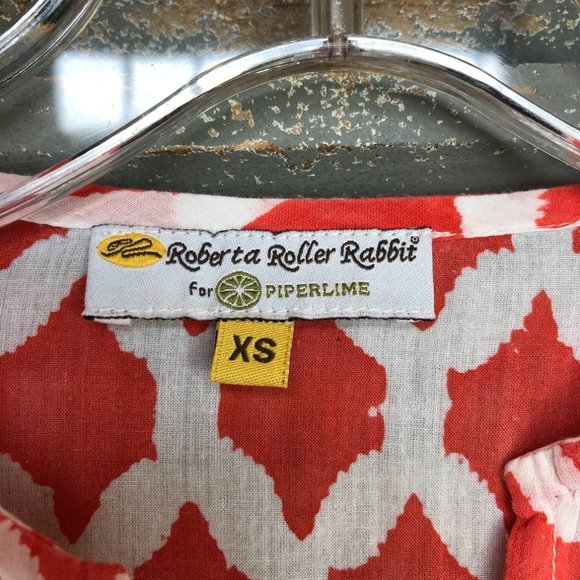 Roberta Roller Rabbit®
for PIPERLIME
XS